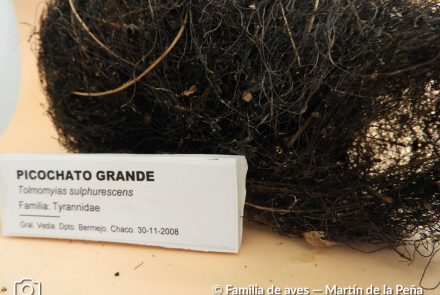 PICOCHATO GRANDE
Tolmomyias sulphurescens
Familia: Tyrannidae
Gral. Vedia. Dpto. Bermejo. Chaco. 30-11-2008
© Familia de aves — Martín de la Peña